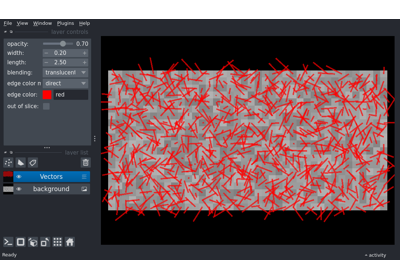 File View Window Plugins Help
layer controls
opacity: 0.70
width: - 0.20 +
length: - 2.50 +
blending: translucent
edge color m direct
edge color: red
out of slice:
layer list
Vectors
background
Ready
activity